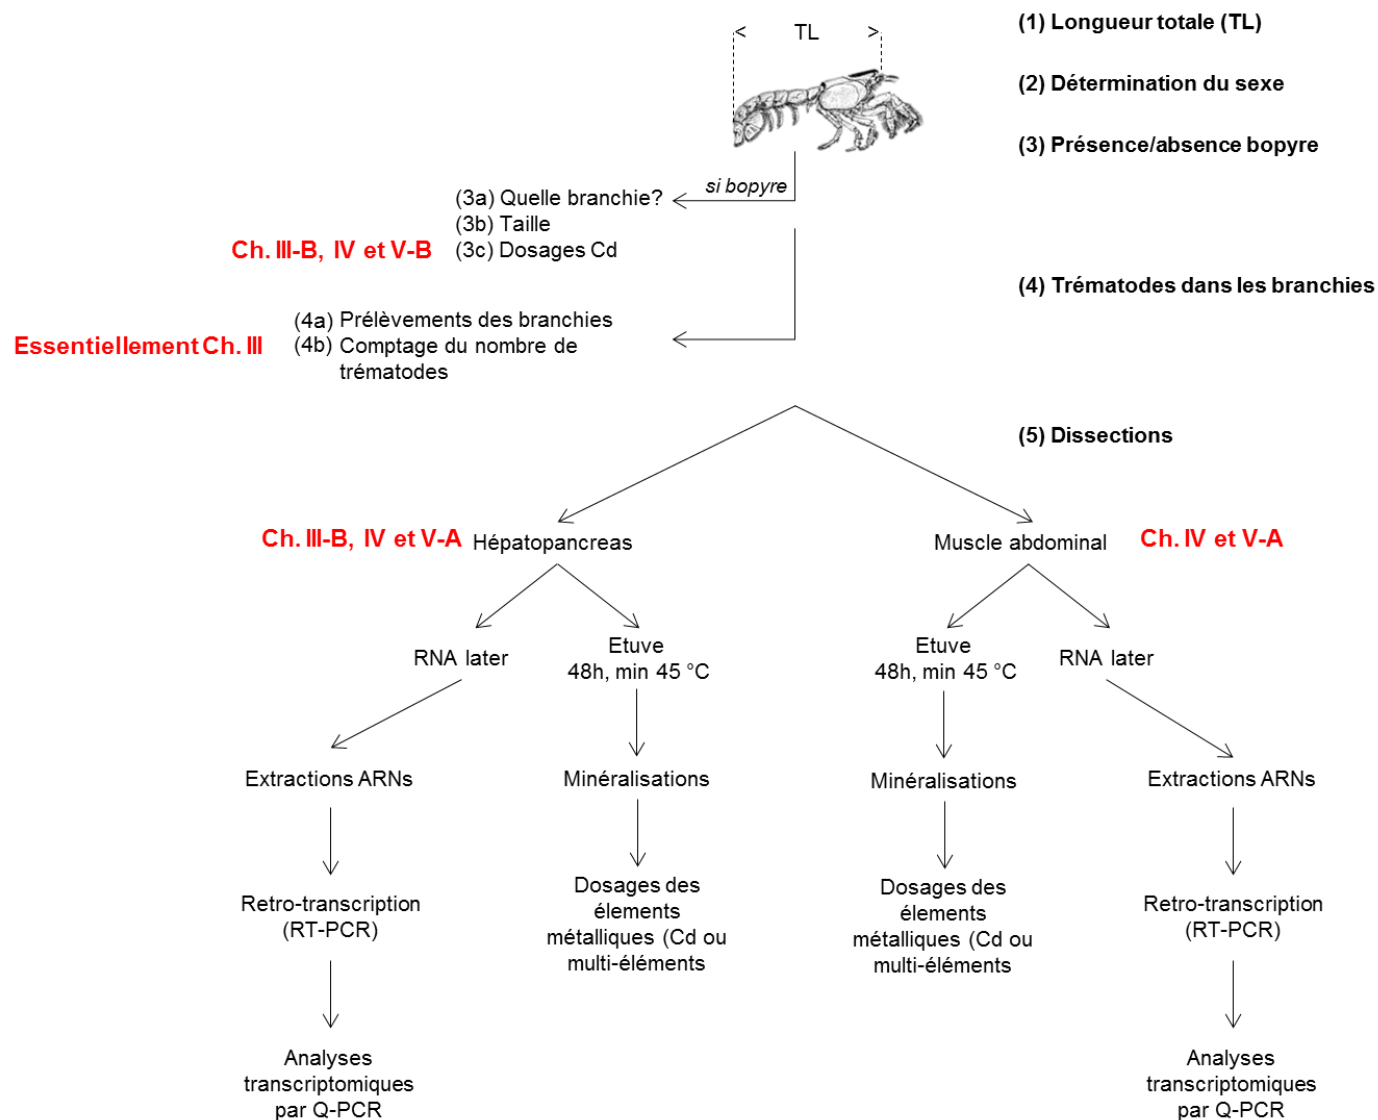 < TL >
(1) Longueur totale (TL)
(2) Détermination du sexe
(3) Présence/absence bopyre
si bopyre
(3a) Quelle branchie?
(3b) Taille
(3c) Dosages Cd
Ch. III-B, IV et V-B
(4) Trématodes dans les branchies
(4a) Prélèvements des branchies
(4b) Comptage du nombre de
trématodes
Essentiellement Ch. III
(5) Dissections
Ch. III-B, IV et V-A
Hépatopancreas
Muscle abdominal
Ch. IV et V-A
RNA later
Etuve
48h, min 45 °C
Etuve
48h, min 45 °C
RNA later
Extractions ARNs
Minéralisations
Minéralisations
Extractions ARNs
Retro-transcription
(RT-PCR)
Dosages des
élements
métalliques (Cd ou
multi-éléments
Dosages des
élements
métalliques (Cd ou
multi-éléments
Retro-transcription
(RT-PCR)
Analyses
transcriptomiques
par Q-PCR
Analyses
transcriptomiques
par Q-PCR